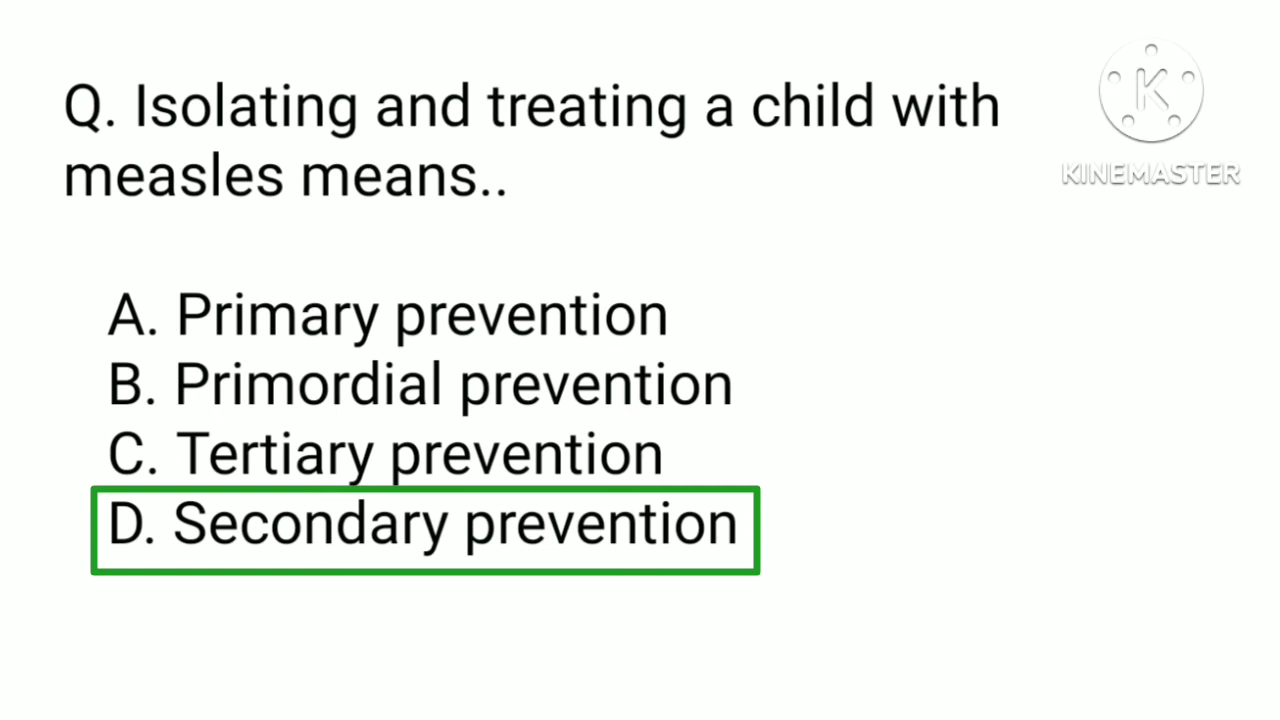 Q. Isolating and treating a child with
measles means..
KINEMASTER
A. Primary prevention
B. Primordial prevention
C. Tertiary prevention
D. Secondary prevention